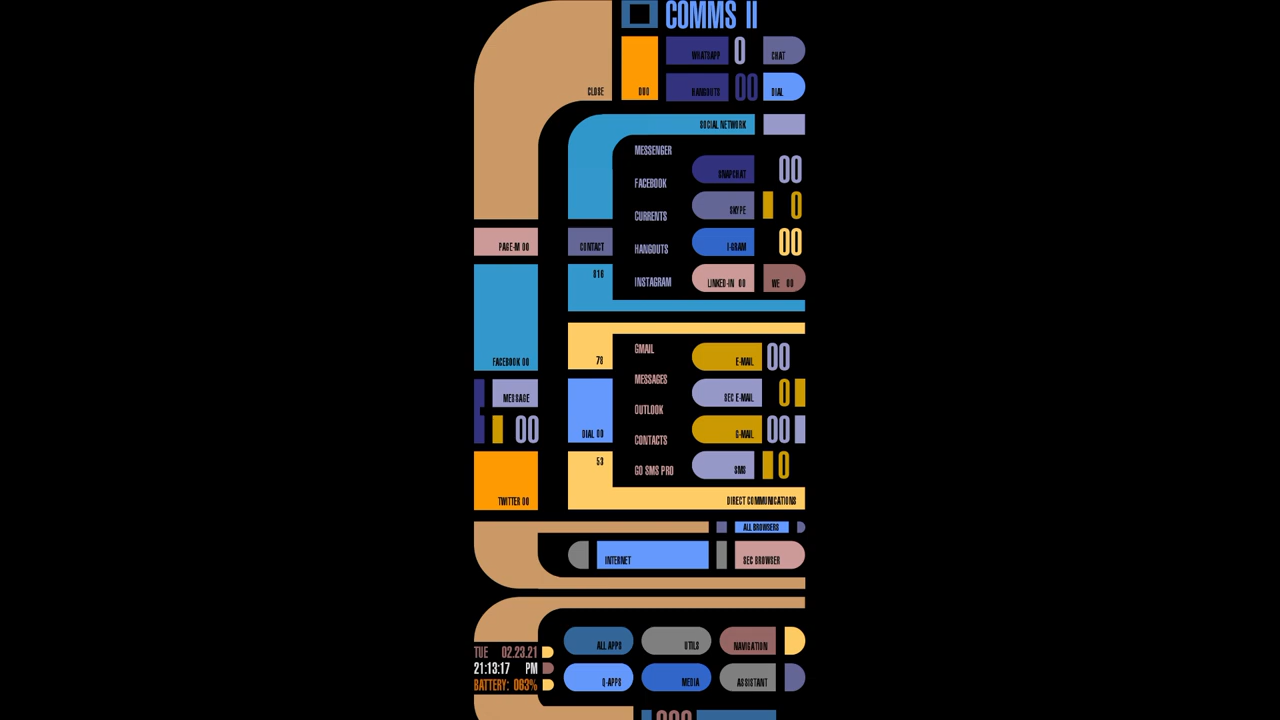 COMMS II
WHATSAPP 0 CHAT
CLOSE 000 HANGOUTS 00 DIAL
SOCIAL NETWORK
MESSENGER
SNAPCHAT 00
FACEBOOK
SKYPE 0
CURRENTS
PAGE-M 00 CONTACT HANGOUTS I-GRAM 00
816 INSTAGRAM LINKED-IN 00 WE 00
GMAIL
FACEBOOK 00 78 E-MAIL 00
MESSAGES
MESSAGE SEC E-MAIL 0
OUTLOOK
00 DIAL 00 CONTACTS G-MAIL 00
53 GO SMS PRO SMS 0
TWITTER 00 DIRECT COMMUNICATIONS
ALL BROWSERS
INTERNET SEC BROWSER
ALL APPS UTILS NAVIGATION
TUE 02.23.21
21:13:17 PM
BATTERY: 063% Q-APPS MEDIA ASSISTANT